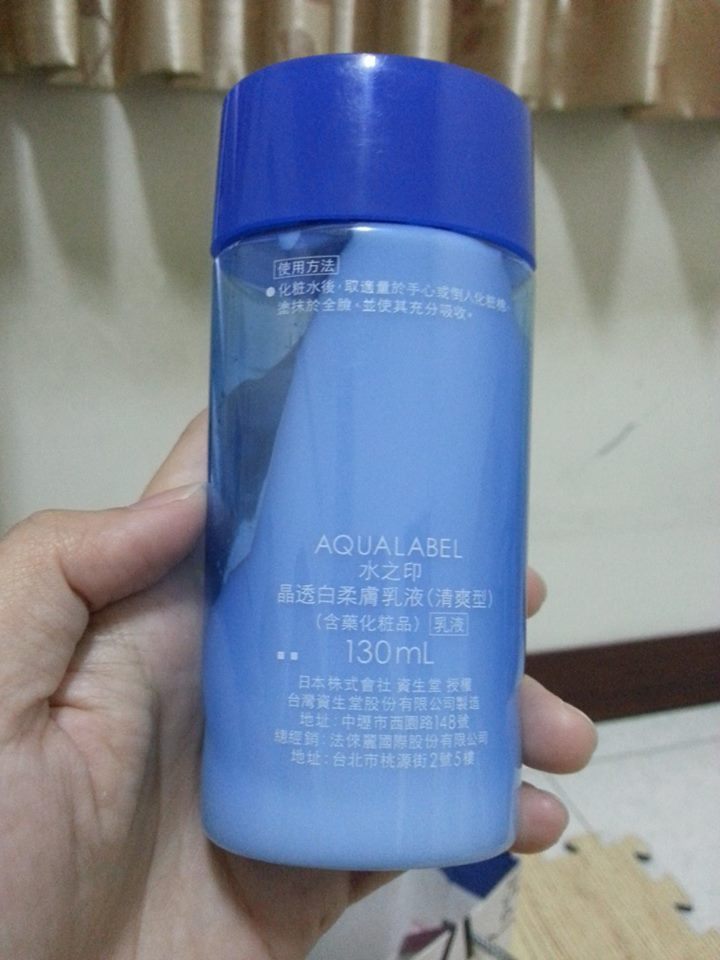 使用方法
●化粧水後，取適量於手心或倒入化粧棉，
塗抹於全臉，並使其充分吸收。
AQUALABEL
水之印
晶透白柔膚乳液(清爽型)
(含藥化粧品) 乳液
130mL
日本株式會社 資生堂 授權
台灣資生堂股份有限公司製造
地址：中壢市西園路148號
總經銷：法倈麗國際股份有限公司
地址：台北市桃源街2號5樓